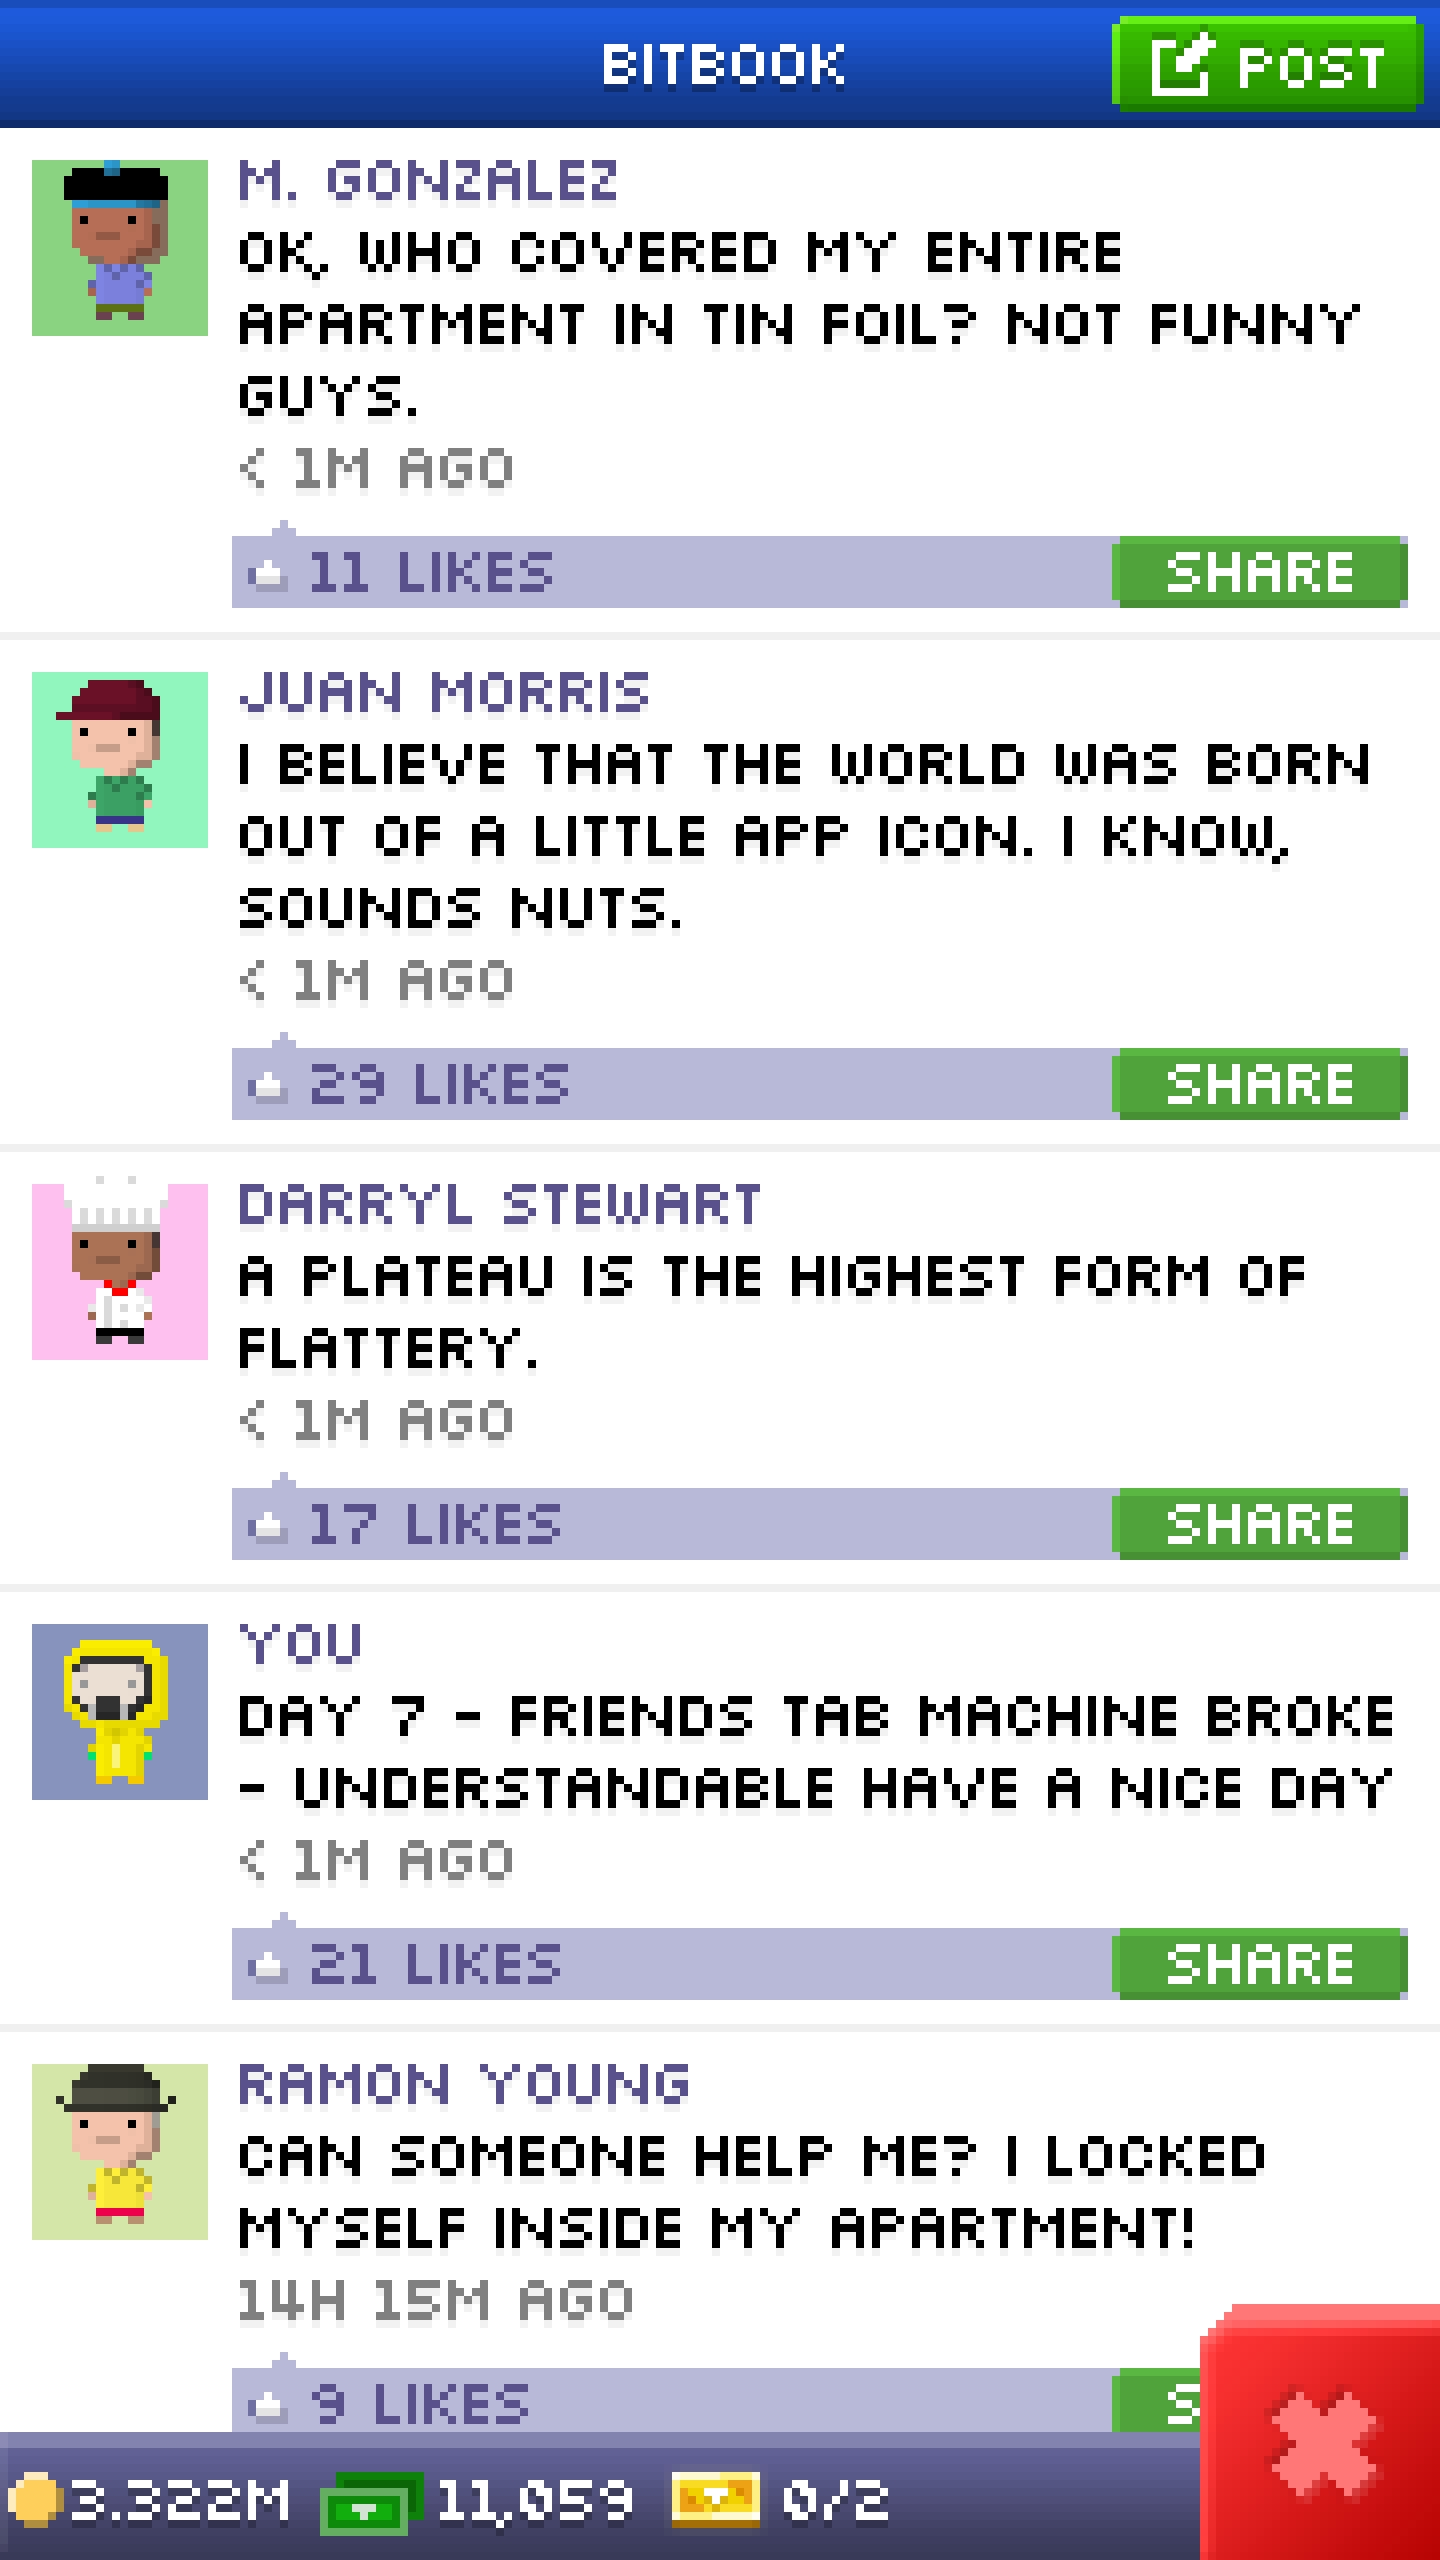 BITBOOK
POST
M. GONZALEZ
OK, WHO COVERED MY ENTIRE
APARTMENT IN TIN FOIL? NOT FUNNY
GUYS.
< 1M AGO
11 LIKES
SHARE
JUAN MORRIS
I BELIEVE THAT THE WORLD WAS BORN
OUT OF A LITTLE APP ICON. I KNOW,
SOUNDS NUTS.
< 1M AGO
29 LIKES
SHARE
DARRYL STEWART
A PLATEAU IS THE HIGHEST FORM OF
FLATTERY.
< 1M AGO
17 LIKES
SHARE
YOU
DAY 7 - FRIENDS TAB MACHINE BROKE
- UNDERSTANDABLE HAVE A NICE DAY
< 1M AGO
21 LIKES
SHARE
RAMON YOUNG
CAN SOMEONE HELP ME? I LOCKED
MYSELF INSIDE MY APARTMENT!
14H 15M AGO
9 LIKES
3.322M
11,059
0/2